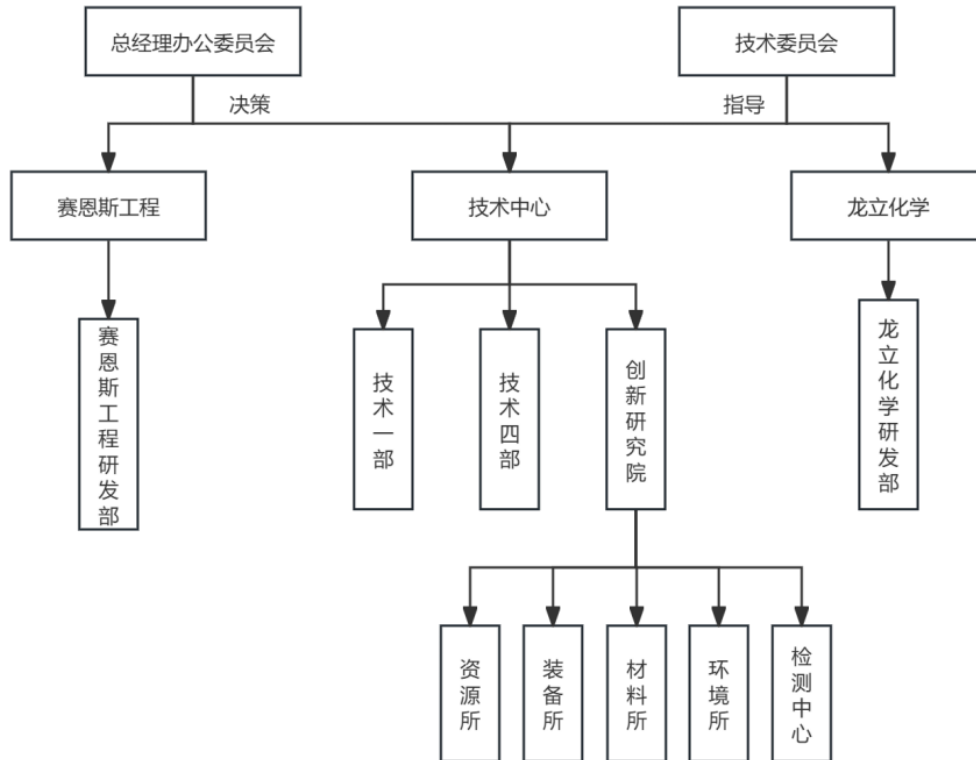 总经理办公委员会
技术委员会
决策
指导
赛恩斯工程
技术中心
龙立化学
赛恩斯工程研发部
技术一部
技术四部
创新研究院
龙立化学研发部
资源所
装备所
材料所
环境所
检测中心